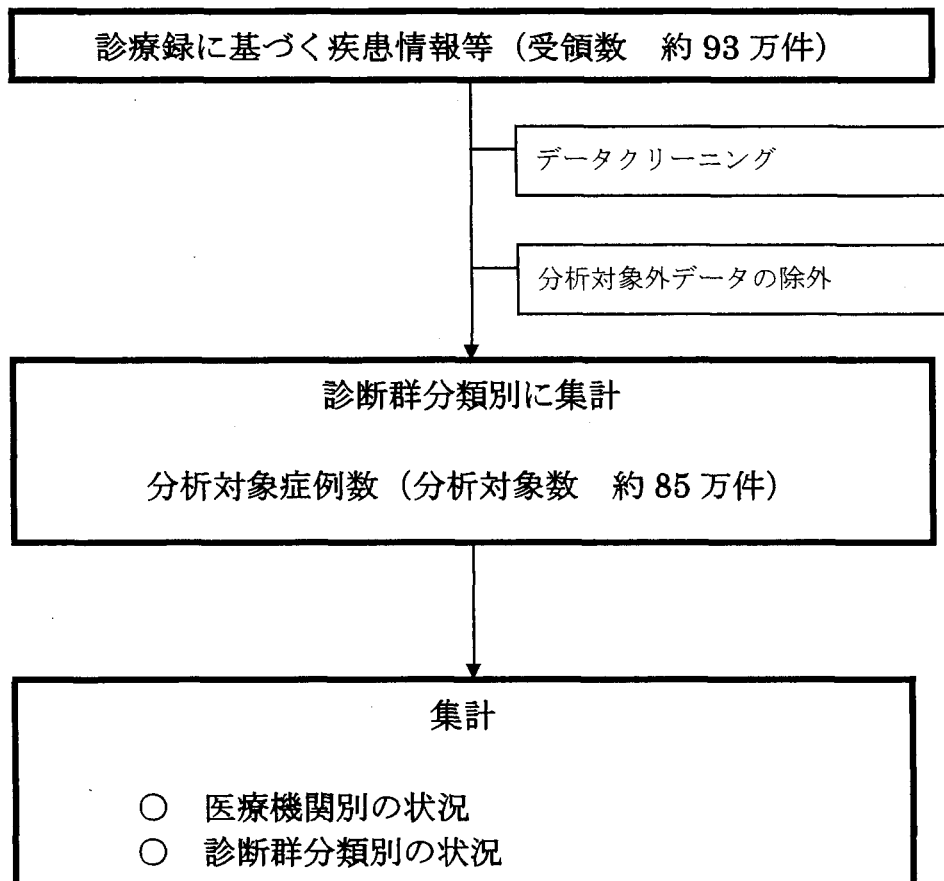 診療録に基づく疾患情報等（受領数　約 93 万件）
データクリーニング
分析対象外データの除外
診断群分類別に集計
分析対象症例数（分析対象数　約 85 万件）
集計
○　医療機関別の状況
○　診断群分類別の状況